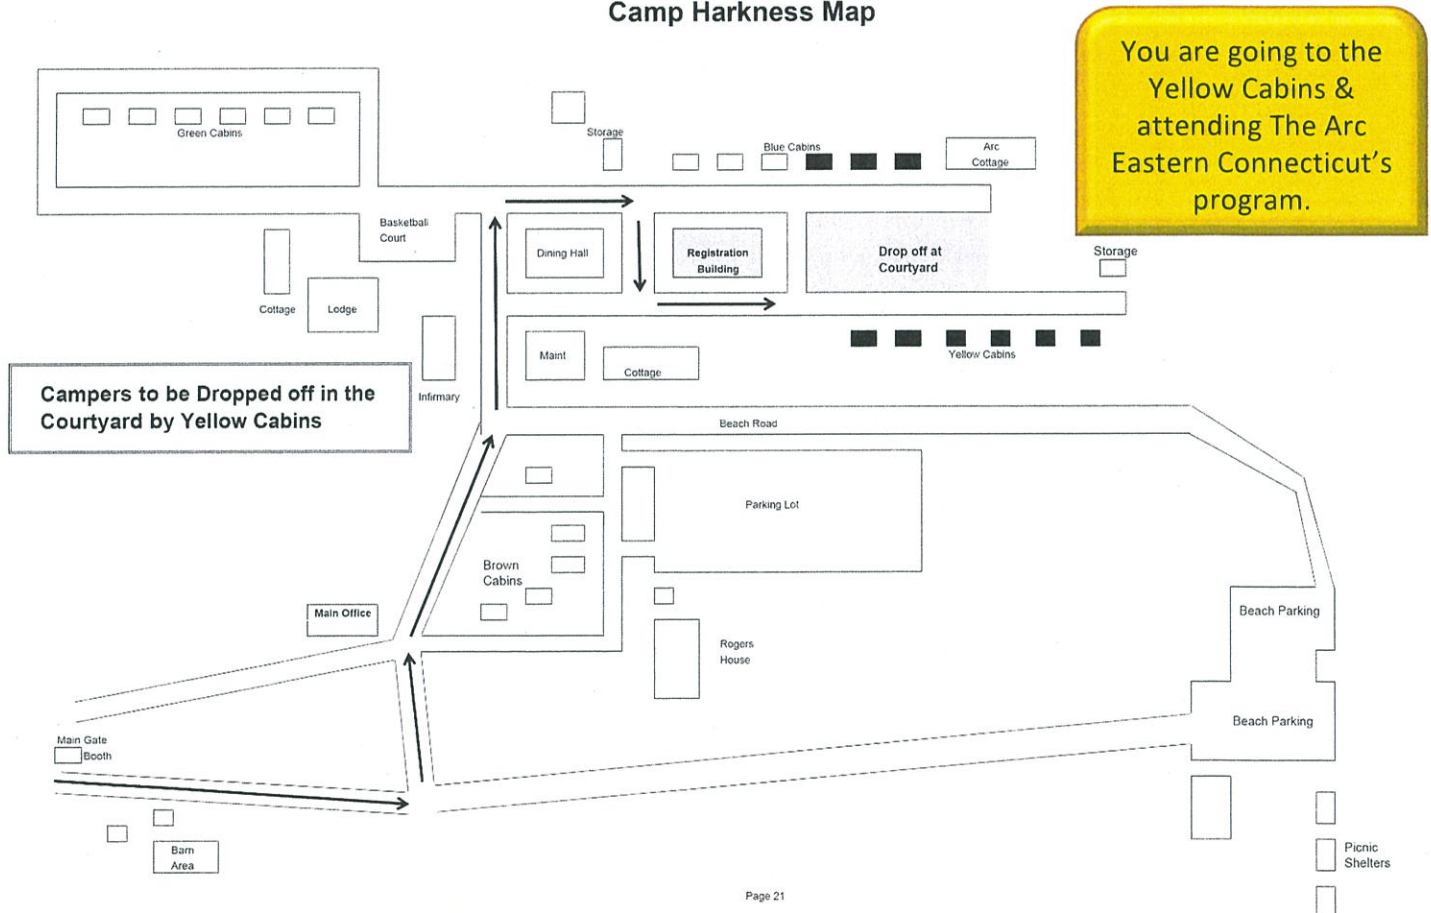 Camp Harkness Map
You are going to the
Yellow Cabins &
attending The Arc
Eastern Connecticut's
program.
Green Cabins
Storage
Blue Cabins
Arc
Cottage
Basketball
Court
Dining Hall
Registration
Building
Drop off at
Courtyard
Storage
Cottage
Lodge
Maint
Cottage
Yellow Cabins
Infirmary
Campers to be Dropped off in the
Courtyard by Yellow Cabins
Beach Road
Parking Lot
Brown
Cabins
Main Office
Rogers
House
Beach Parking
Beach Parking
Main Gate
Booth
Barn
Area
Picnic
Shelters
Page 21